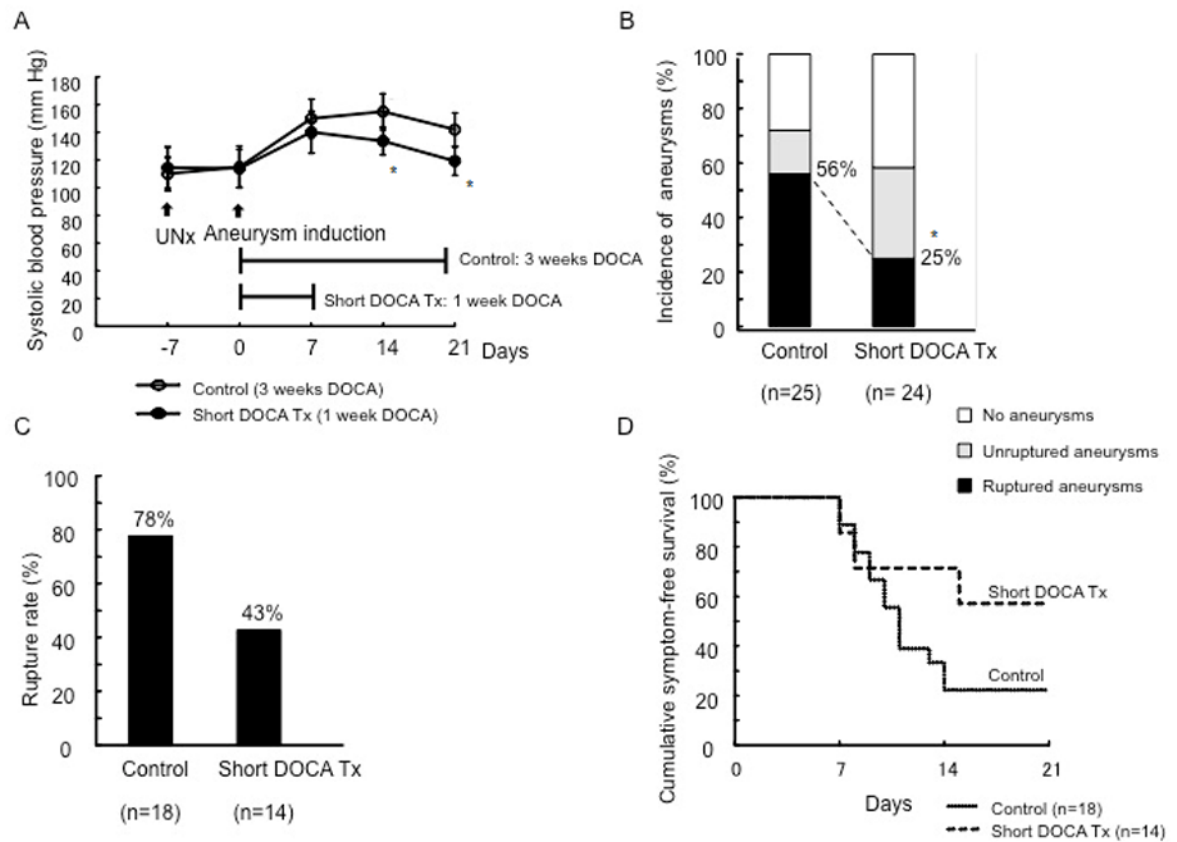 A
Systolic blood pressure (mm Hg)
180
160
140
120
100
80
60
40
20
0
*
*
UNx Aneurysm induction
Control: 3 weeks DOCA
Short DOCA Tx: 1 week DOCA
-7 0 7 14 21 Days
Control (3 weeks DOCA)
Short DOCA Tx (1 week DOCA)
B
Incidence of aneurysms (%)
100
80
60
40
20
0
56%
*
25%
Control Short DOCA Tx
(n=25) (n= 24)
No aneurysms
Unruptured aneurysms
Ruptured aneurysms
C
Rupture rate (%)
100
80
60
40
20
0
78%
43%
Control Short DOCA Tx
(n=18) (n=14)
D
Cumulative symptom-free survival (%)
100
80
60
40
20
0
Short DOCA Tx
Control
0 7 14 21
Days
Control (n=18)
Short DOCA Tx (n=14)